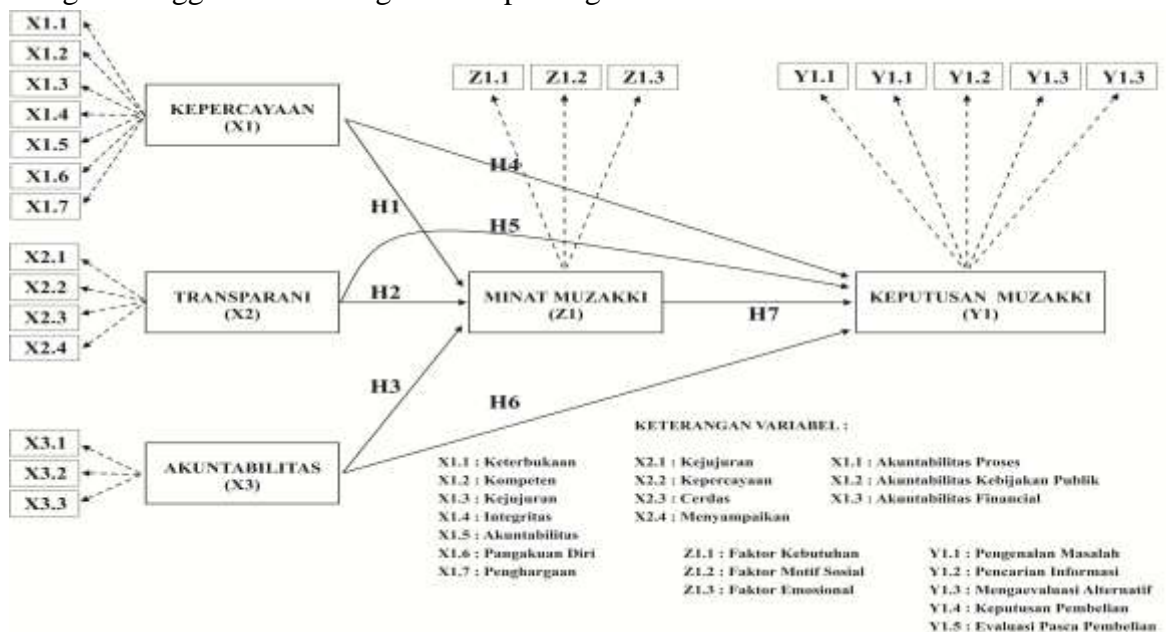 X1.1
X1.2
X1.3
X1.4
X1.5
X1.6
X1.7
KEPERCAYAAN
(X1)
Z1.1 Z1.2 Z1.3
Y1.1 Y1.1 Y1.2 Y1.3 Y1.3
H4
H1
H5
X2.1
X2.2
X2.3
X2.4
TRANSPARANI
(X2)
H2
MINAT MUZAKKI
(Z1)
H7
KEPUTUSAN MUZAKKI
(Y1)
H3
H6
X3.1
X3.2
X3.3
AKUNTABILITAS
(X3)
KETERANGAN VARIABEL :
X1.1 : Keterbukaan
X1.2 : Kompeten
X1.3 : Kejujuran
X1.4 : Integritas
X1.5 : Akuntabilitas
X1.6 : Pangakuan Diri
X1.7 : Penghargaan
X2.1 : Kejujuran
X2.2 : Kepercayaan
X2.3 : Cerdas
X2.4 : Menyampaikan
X1.1 : Akuntabilitas Proses
X1.2 : Akuntabilitas Kebijakan Publik
X1.3 : Akuntabilitas Financial
Z1.1 : Faktor Kebutuhan
Z1.2 : Faktor Motif Sosial
Z1.3 : Faktor Emosional
Y1.1 : Pengenalan Masalah
Y1.2 : Pencarian Informasi
Y1.3 : Mengaevaluasi Alternatif
Y1.4 : Keputusan Pembelian
Y1.5 : Evaluasi Pasca Pembelian